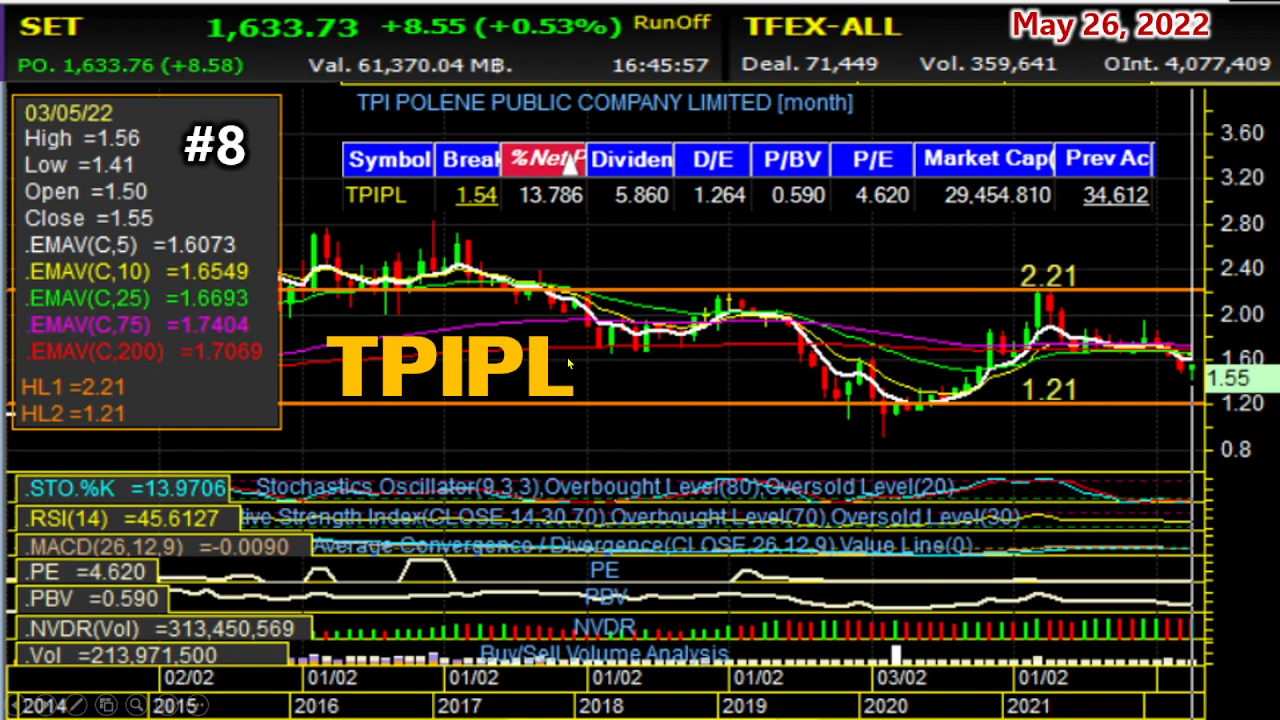 SET 1,633.73 +8.55 (+0.53%) RunOff TFEX-ALL May 26, 2022
PO. 1,633.76 (+8.58) Val. 61,370.04 MB. 16:45:57 Deal. 71,449 Vol. 359,641 OInt. 4,077,409
TPI POLENE PUBLIC COMPANY LIMITED [month]
03/05/22
High =1.56
Low =1.41
Open =1.50
Close =1.55
.EMAV(C,5) =1.6073
.EMAV(C,10) =1.6549
.EMAV(C,25) =1.6693
.EMAV(C,75) =1.7404
.EMAV(C,200) =1.7069
HL1 =2.21
HL2 =1.21
#8
Symbol Break %Net P Dividen D/E P/BV P/E Market Cap( Prev Ac
TPIPL 1.54 13.786 5.860 1.264 0.590 4.620 29,454.810 34,612
3.60
3.20
2.80
2.40
2.00
1.60
1.55
1.20
0.8
2.21
1.21
TPIPL
.STO.%K =13.9706 Stochastics Oscillator(9,3,3),Overbought Level(80),Oversold Level(20)
.RSI(14) =45.6127 ive Strength Index(CLOSE,14,30,70),Overbought Level(70),Oversold Level(30)
.MACD(26,12,9) =-0.0090 Average Convergence / Divergence(CLOSE,26,12,9),Value Line(0)
.PE =4.620 PE
.PBV =0.590 PBV
.NVDR(Vol) =313,450,569 NVDR
.Vol =213,971,500 Buy/Sell Volume Analysis
02/02 01/02 01/02 01/02 01/02 03/02 01/02
2014 2015 2016 2017 2018 2019 2020 2021